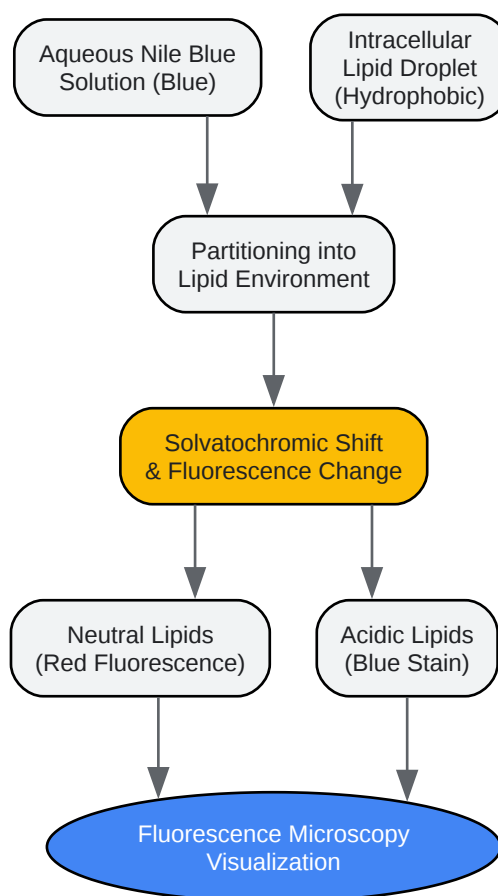 Aqueous Nile Blue
Solution (Blue)
Intracellular
Lipid Droplet
(Hydrophobic)
Partitioning into
Lipid Environment
Solvatochromic Shift
& Fluorescence Change
Neutral Lipids
(Red Fluorescence)
Acidic Lipids
(Blue Stain)
Fluorescence Microscopy
Visualization